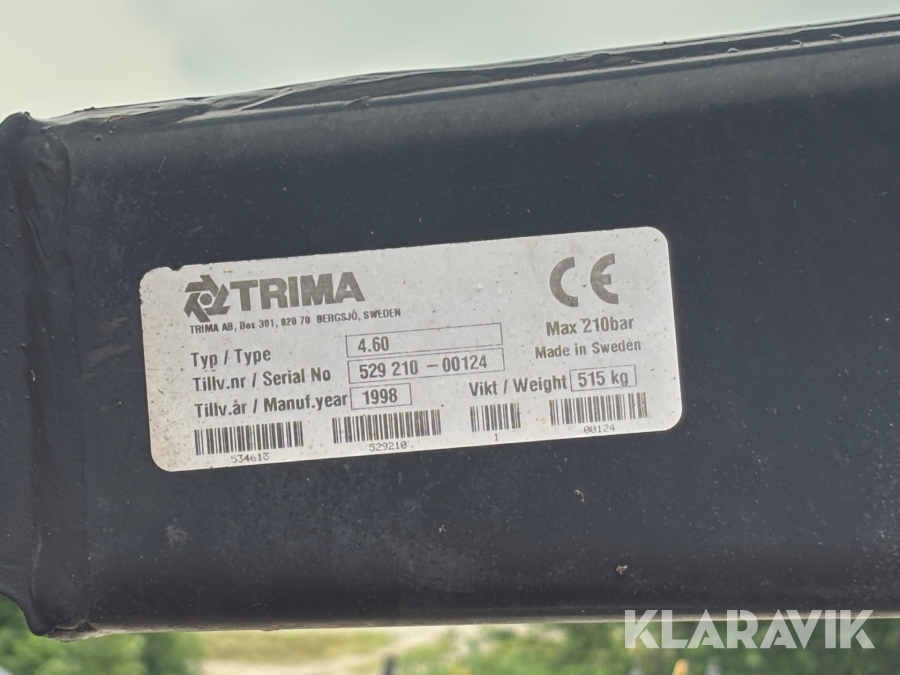 TRIMA
TRIMA AB, Box 301, 820 70 BERGSJÖ, SWEDEN
CE
Max 210bar
Made in Sweden
Typ / Type 4.60
Tillv.nr / Serial No 529 210 - 00124
Tillv.år / Manuf.year 1998
Vikt / Weight 515 kg
534613 529210 1 00124
KLARAVIK